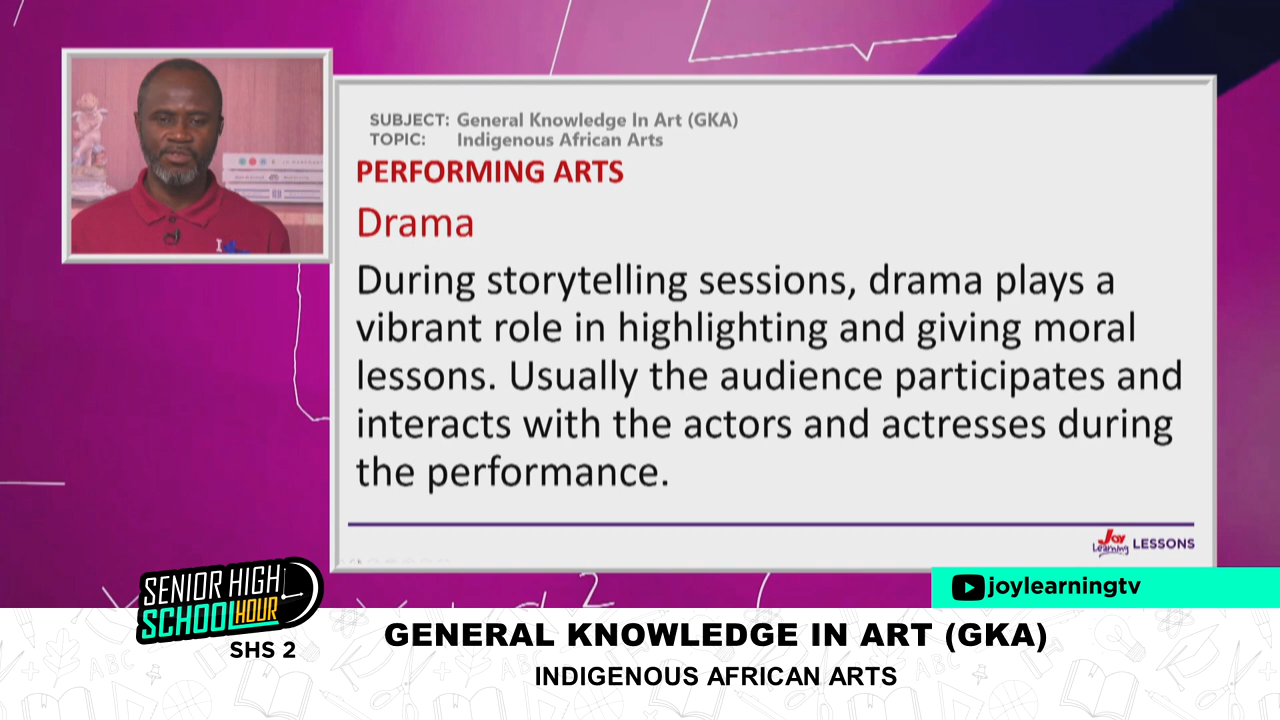 SUBJECT: General Knowledge In Art (GKA)
TOPIC: Indigenous African Arts
PERFORMING ARTS
Drama
During storytelling sessions, drama plays a
vibrant role in highlighting and giving moral
lessons. Usually the audience participates and
interacts with the actors and actresses during
the performance.
Joy Learning LESSONS
joylearningtv
SENIOR HIGH
SCHOOL HOUR
SHS 2
GENERAL KNOWLEDGE IN ART (GKA)
INDIGENOUS AFRICAN ARTS